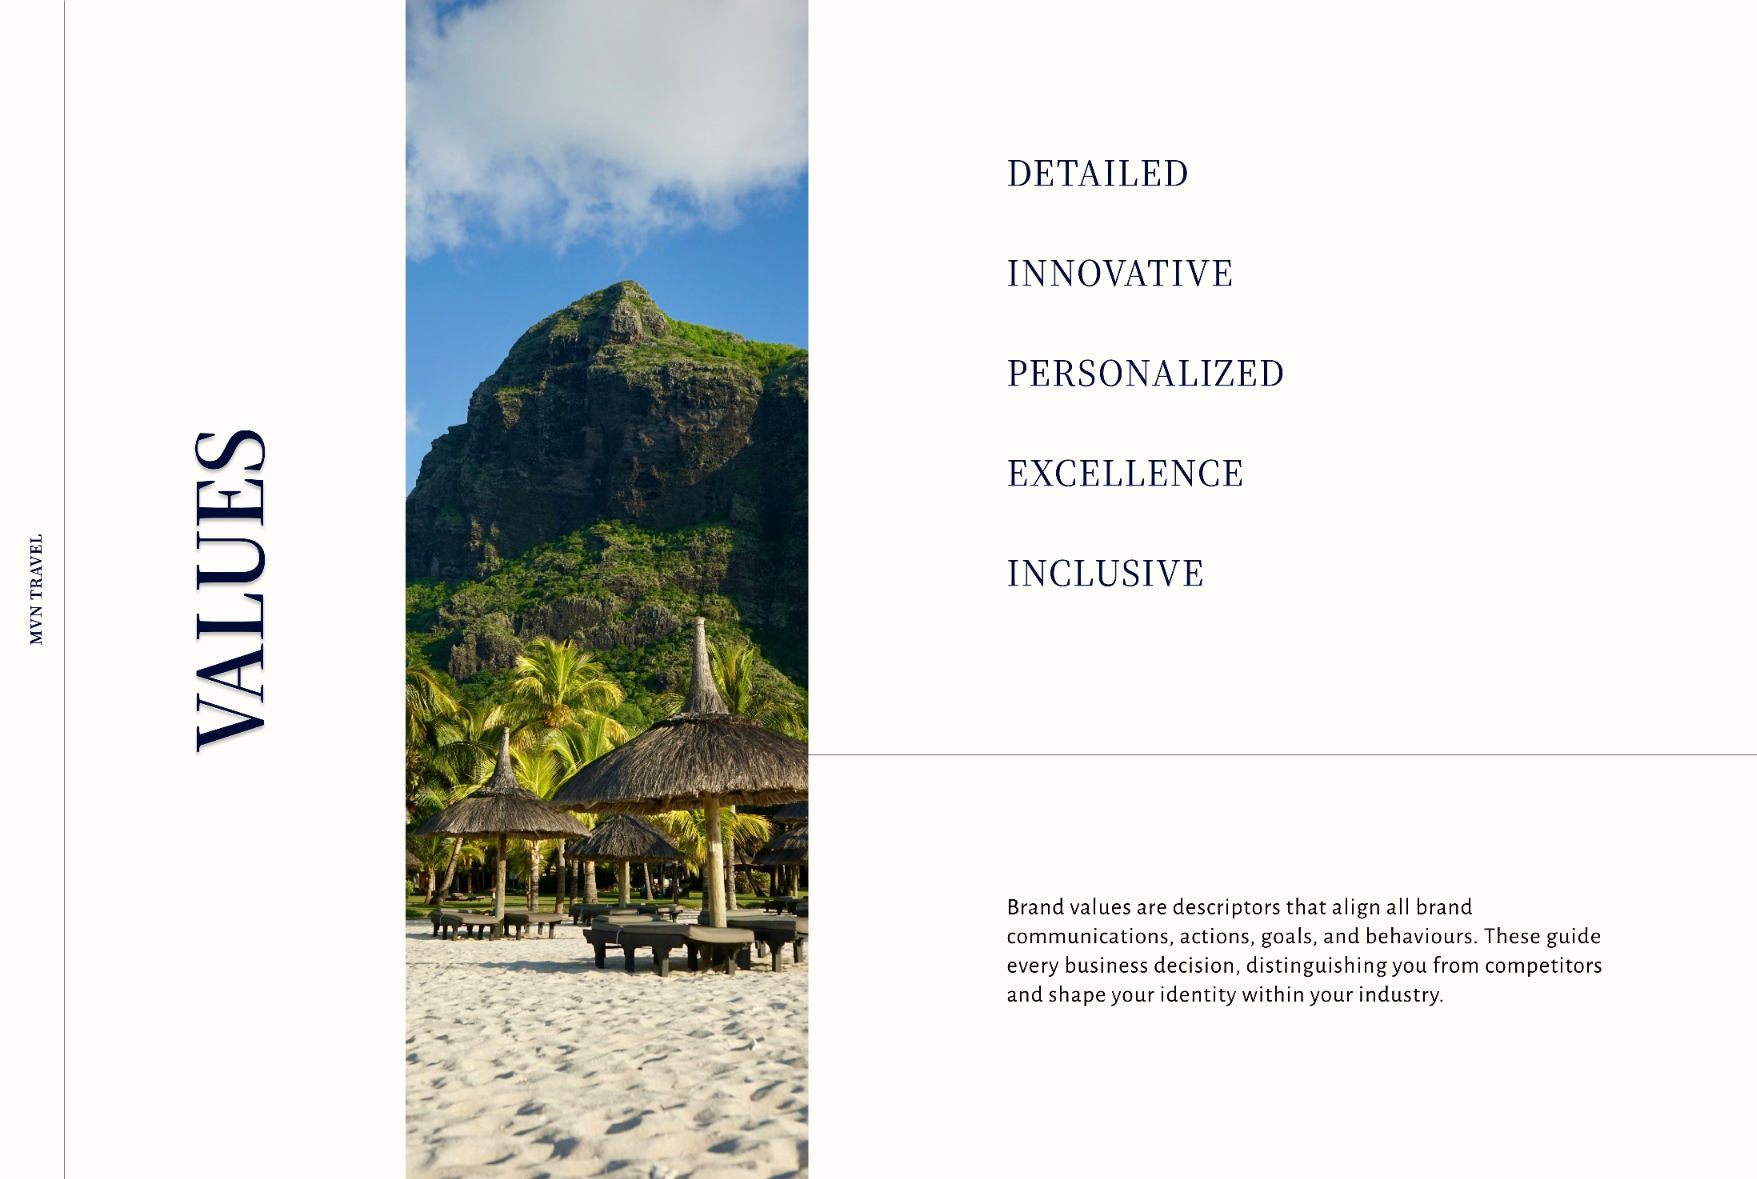 MVN TRAVEL
VALUES
DETAILED
INNOVATIVE
PERSONALIZED
EXCELLENCE
INCLUSIVE
Brand values are descriptors that align all brand
communications, actions, goals, and behaviours. These guide
every business decision, distinguishing you from competitors
and shape your identity within your industry.